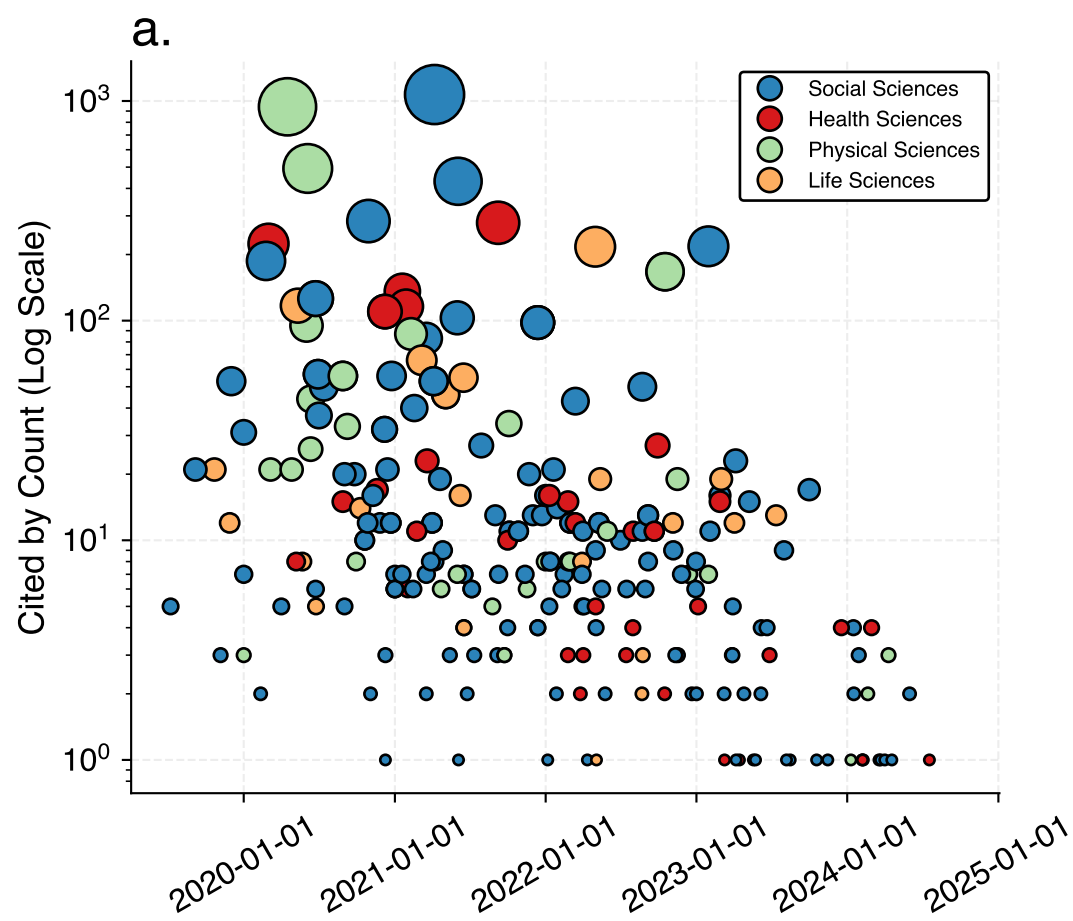 a.
Cited by Count (Log Scale)
10³
10²
10¹
10⁰
Social Sciences
Health Sciences
Physical Sciences
Life Sciences
2020-01-01
2021-01-01
2022-01-01
2023-01-01
2024-01-01
2025-01-01